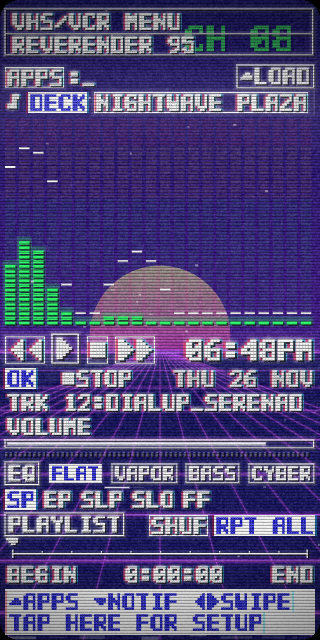 VHS/VCR MENU
REVERENDER 95 CH 08
APPS:_ LOAD
DECK NIGHTWAVE PLAZA
06:48PM
OK ■STOP THU 26 NOV
TRK 12:DIALUP_SERENAD
VOLUME
EQ FLAT VAPOR BASS CYBER
SP EP SLP SLO FF
PLAYLIST SHUF RPT ALL
BEGIN 0:00:00 END
APPS NOTIF SWIPE
TAP HERE FOR SETUP